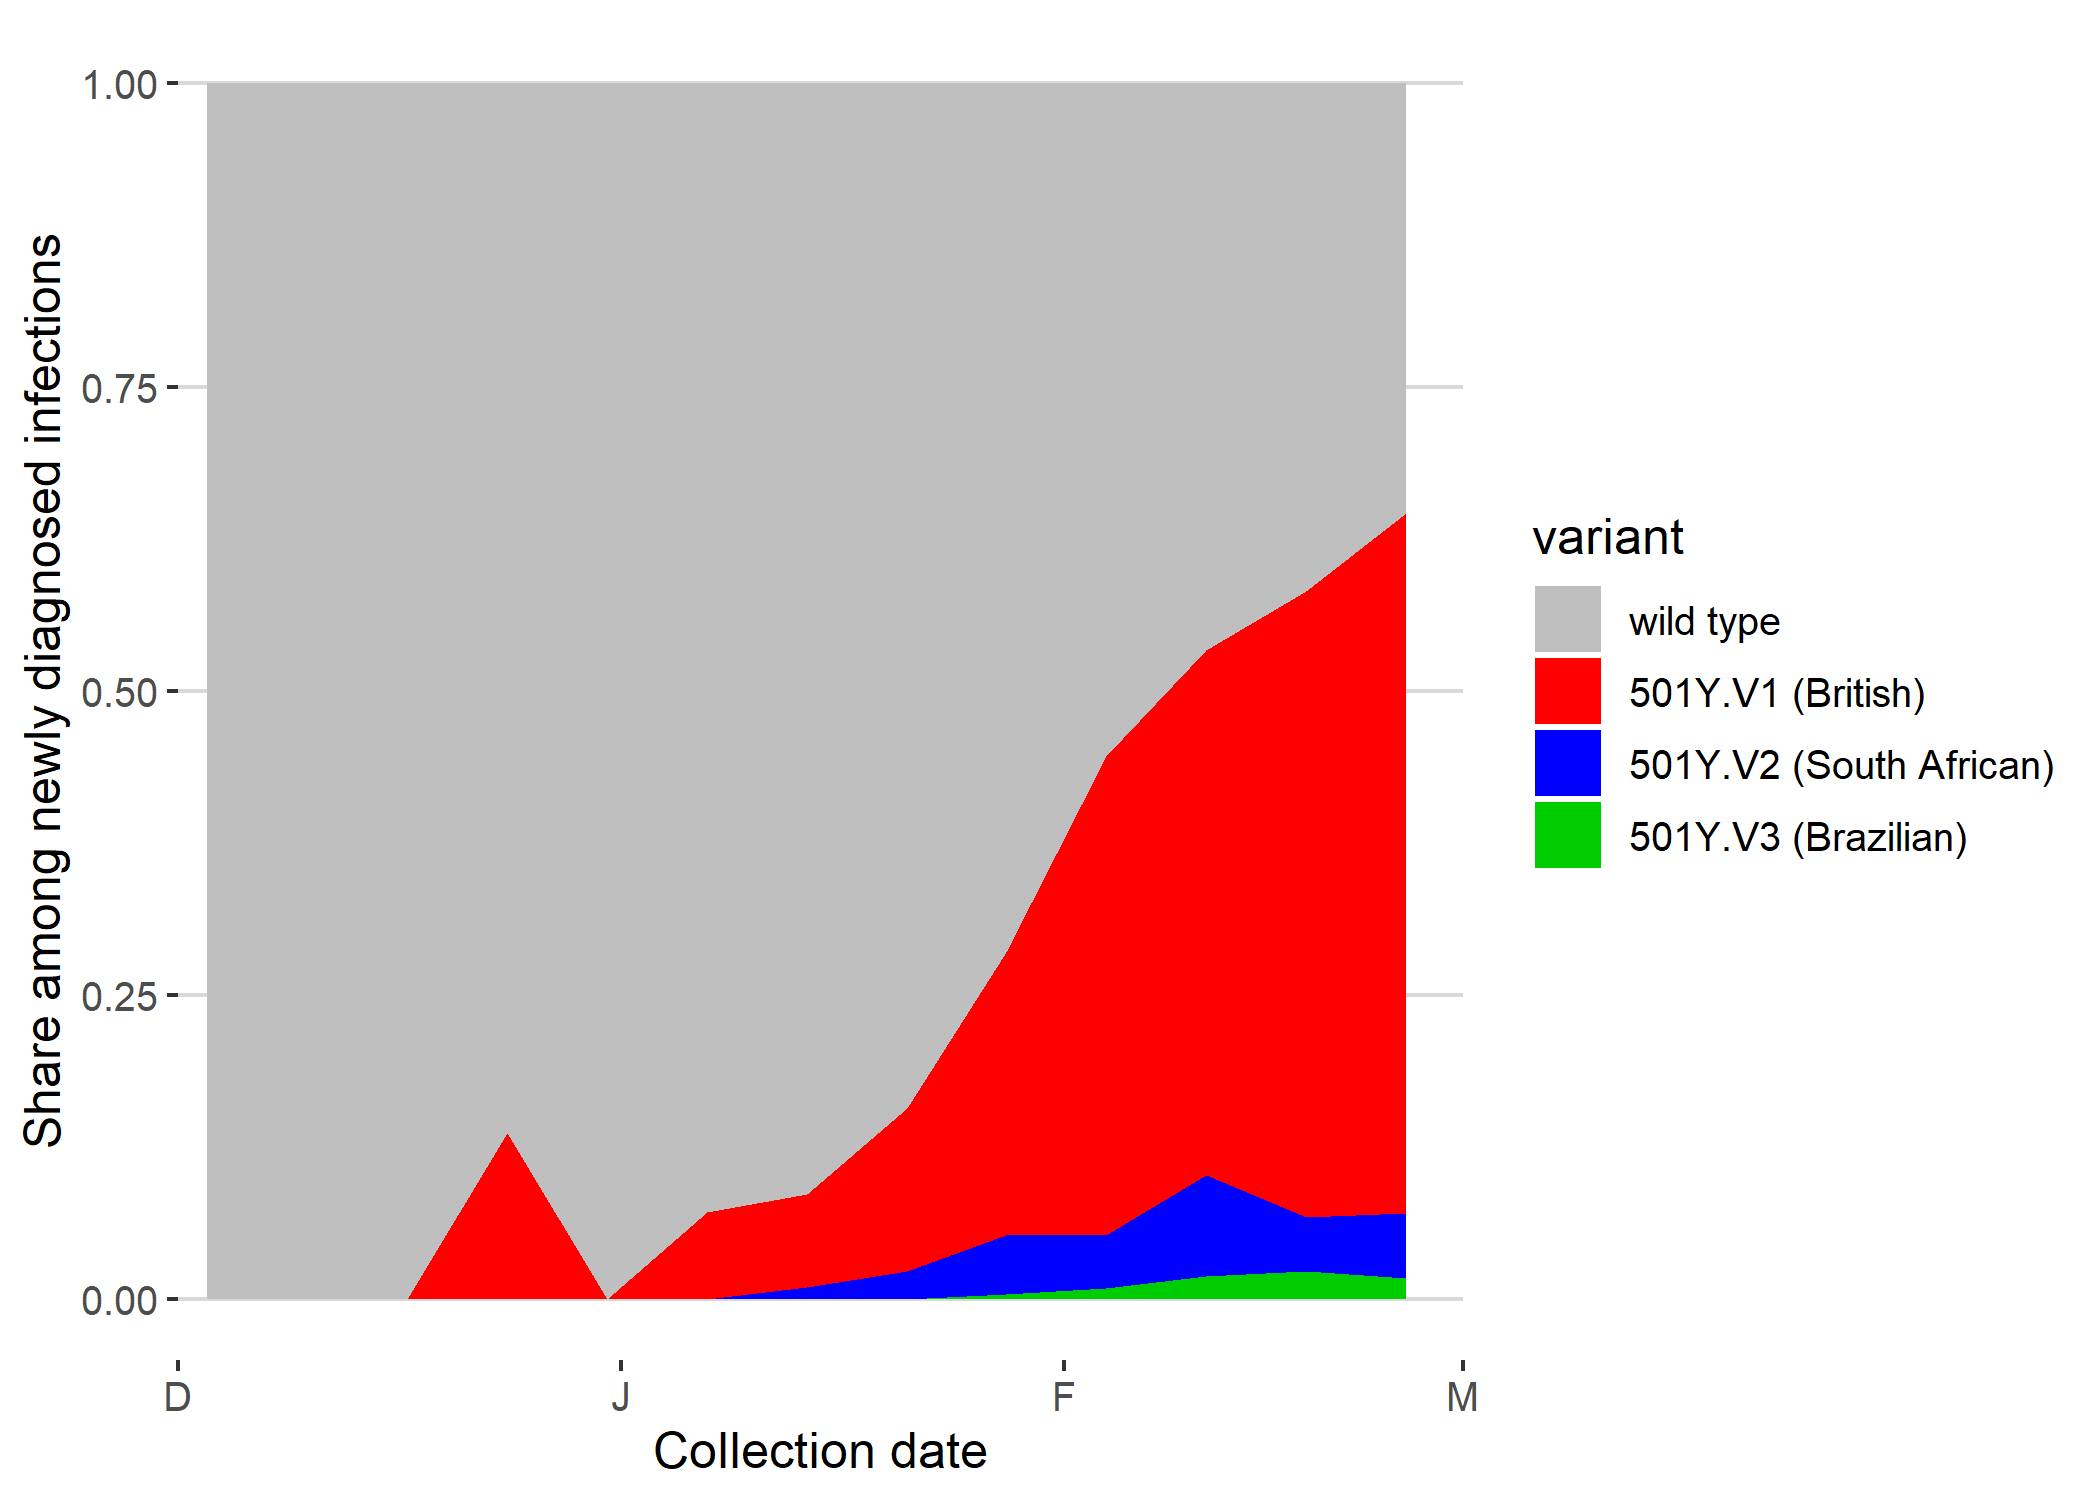 Share among newly diagnosed infections
1.00
0.75
0.50
0.25
0.00
D
J
F
M
Collection date
variant
wild type
501Y.V1 (British)
501Y.V2 (South African)
501Y.V3 (Brazilian)